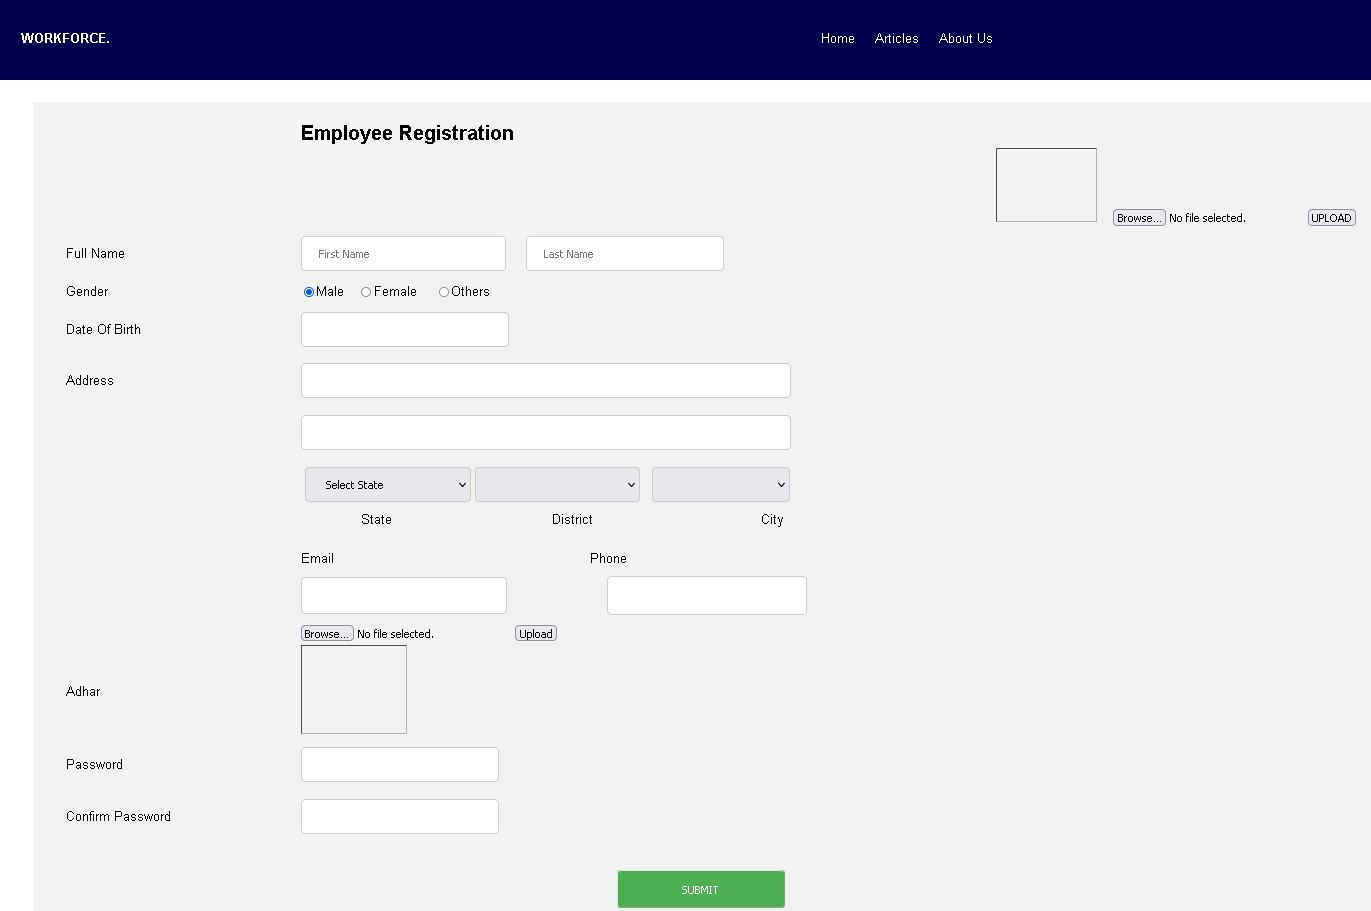 WORKFORCE. Home Articles About Us
Employee Registration
Browse... No file selected. UPLOAD
Full Name First Name Last Name
Gender Male Female Others
Date Of Birth
Address
Select State
State District City
Email Phone
Browse... No file selected. Upload
Adhar
Password
Confirm Password
SUBMIT